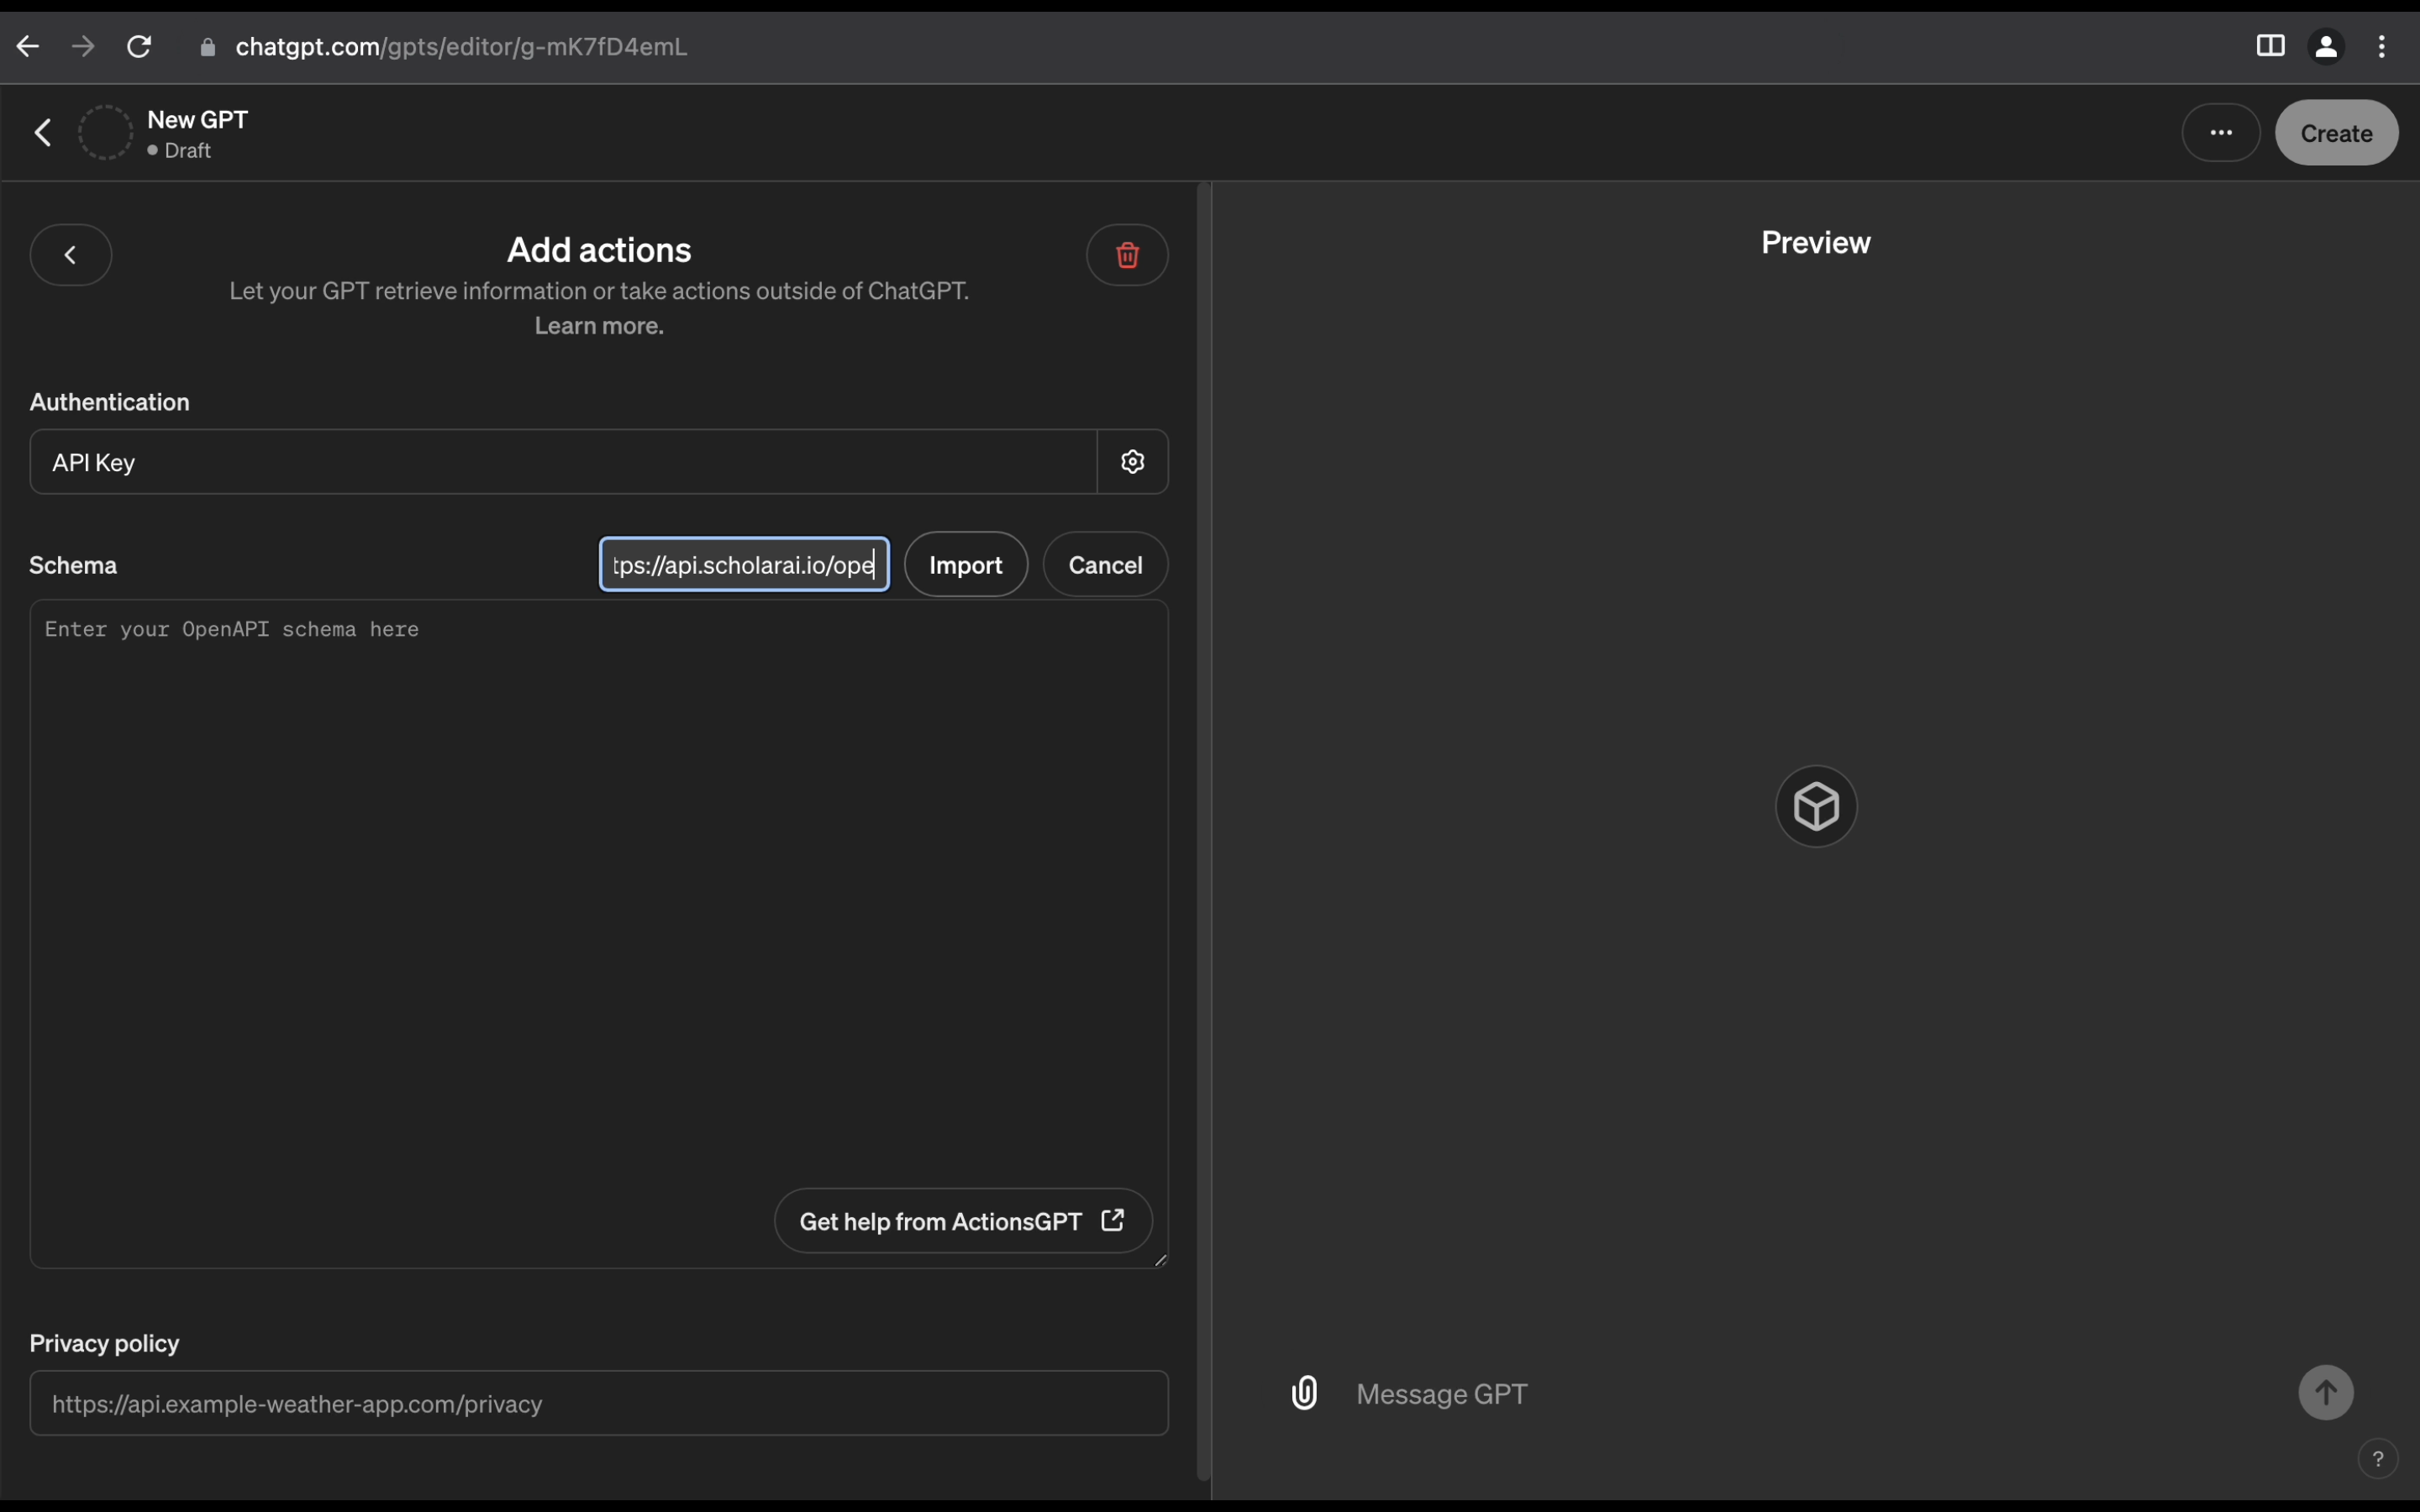 chatgpt.com/gpts/editor/g-mK7fD4emL
New GPT
Draft
Create
Add actions
Let your GPT retrieve information or take actions outside of ChatGPT.
Learn more.
Authentication
API Key
Schema
tps://api.scholarai.io/ope
Import
Cancel
Enter your OpenAPI schema here
Get help from ActionsGPT
Privacy policy
https://api.example-weather-app.com/privacy
Preview
Message GPT
?